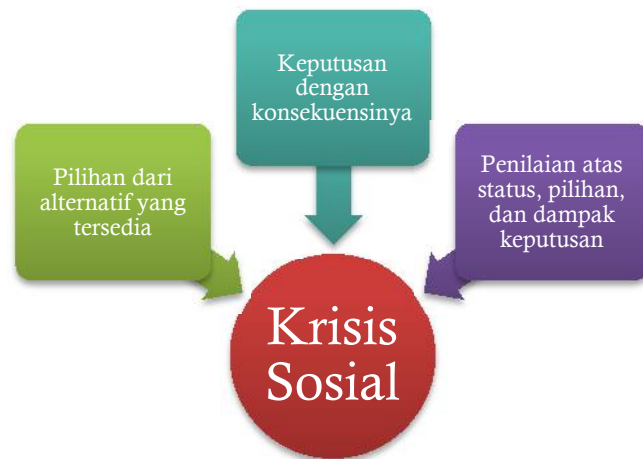 Keputusan
dengan
konsekuensinya
Pilihan dari
alternatif yang
tersedia
Penilaian atas
status, pilihan,
dan dampak
keputusan
Krisis
Sosial